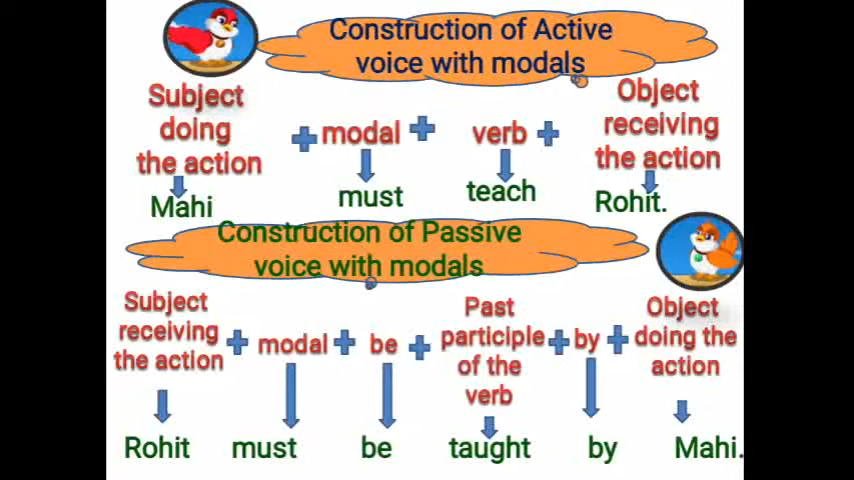 Construction of Active
voice with modals
Subject
doing
the action
+ modal + verb +
Object
receiving
the action
Mahi
must
teach
Rohit.
Construction of Passive
voice with modals
Subject
receiving
the action
+ modal + be +
Past
participle
of the
verb
+ by +
Object
doing the
action
Rohit must be taught by Mahi.